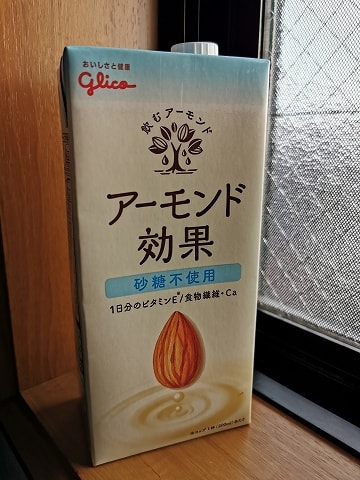 おいしさと健康
glico
飲むアーモンド
アーモンド
効果
砂糖不使用
1日分のビタミンE※/食物繊維・Ca